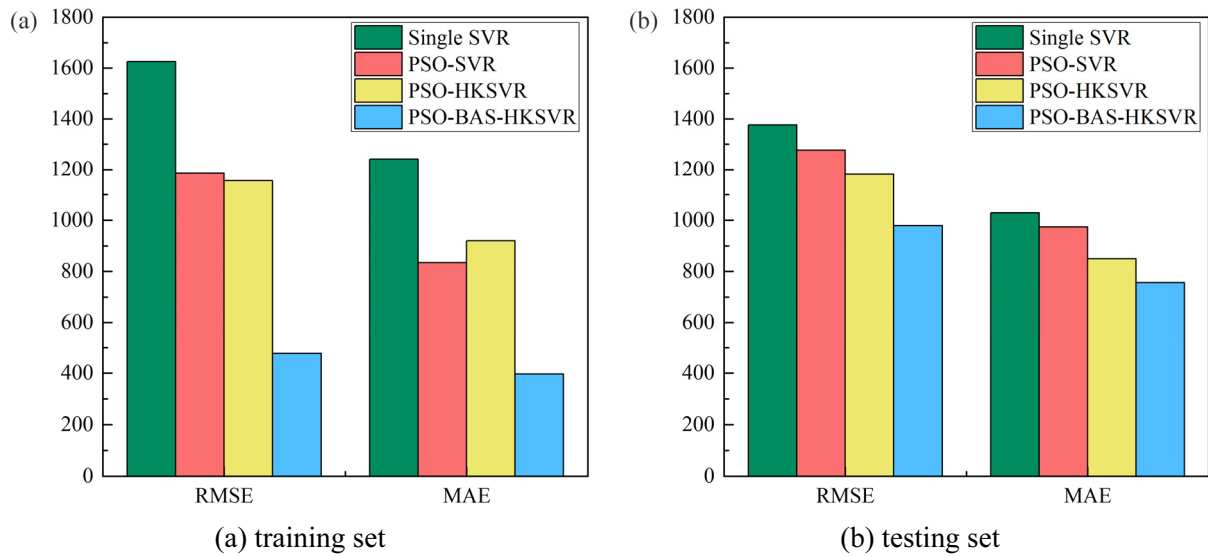 (a)
1800
1600
1400
1200
1000
800
600
400
200
0
Single SVR
PSO-SVR
PSO-HKSVR
PSO-BAS-HKSVR
RMSE MAE
(a) training set
(b)
1800
1600
1400
1200
1000
800
600
400
200
0
Single SVR
PSO-SVR
PSO-HKSVR
PSO-BAS-HKSVR
RMSE MAE
(b) testing set